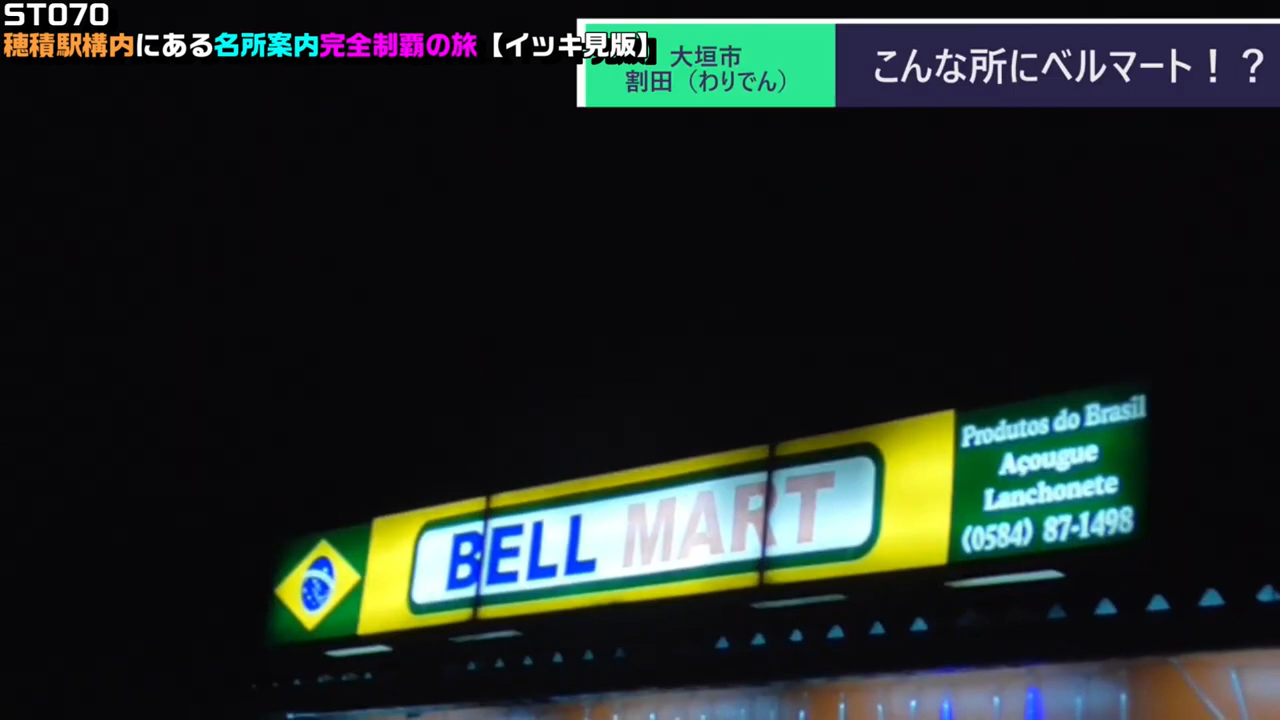 ST070
穂積駅構内にある名所案内完全制覇の旅【イッキ見版】
大垣市
割田（わりでん）
こんな所にベルマート！？
BELL MART
Produtos do Brasil
Açougue
Lanchonete
(0584) 87-1498